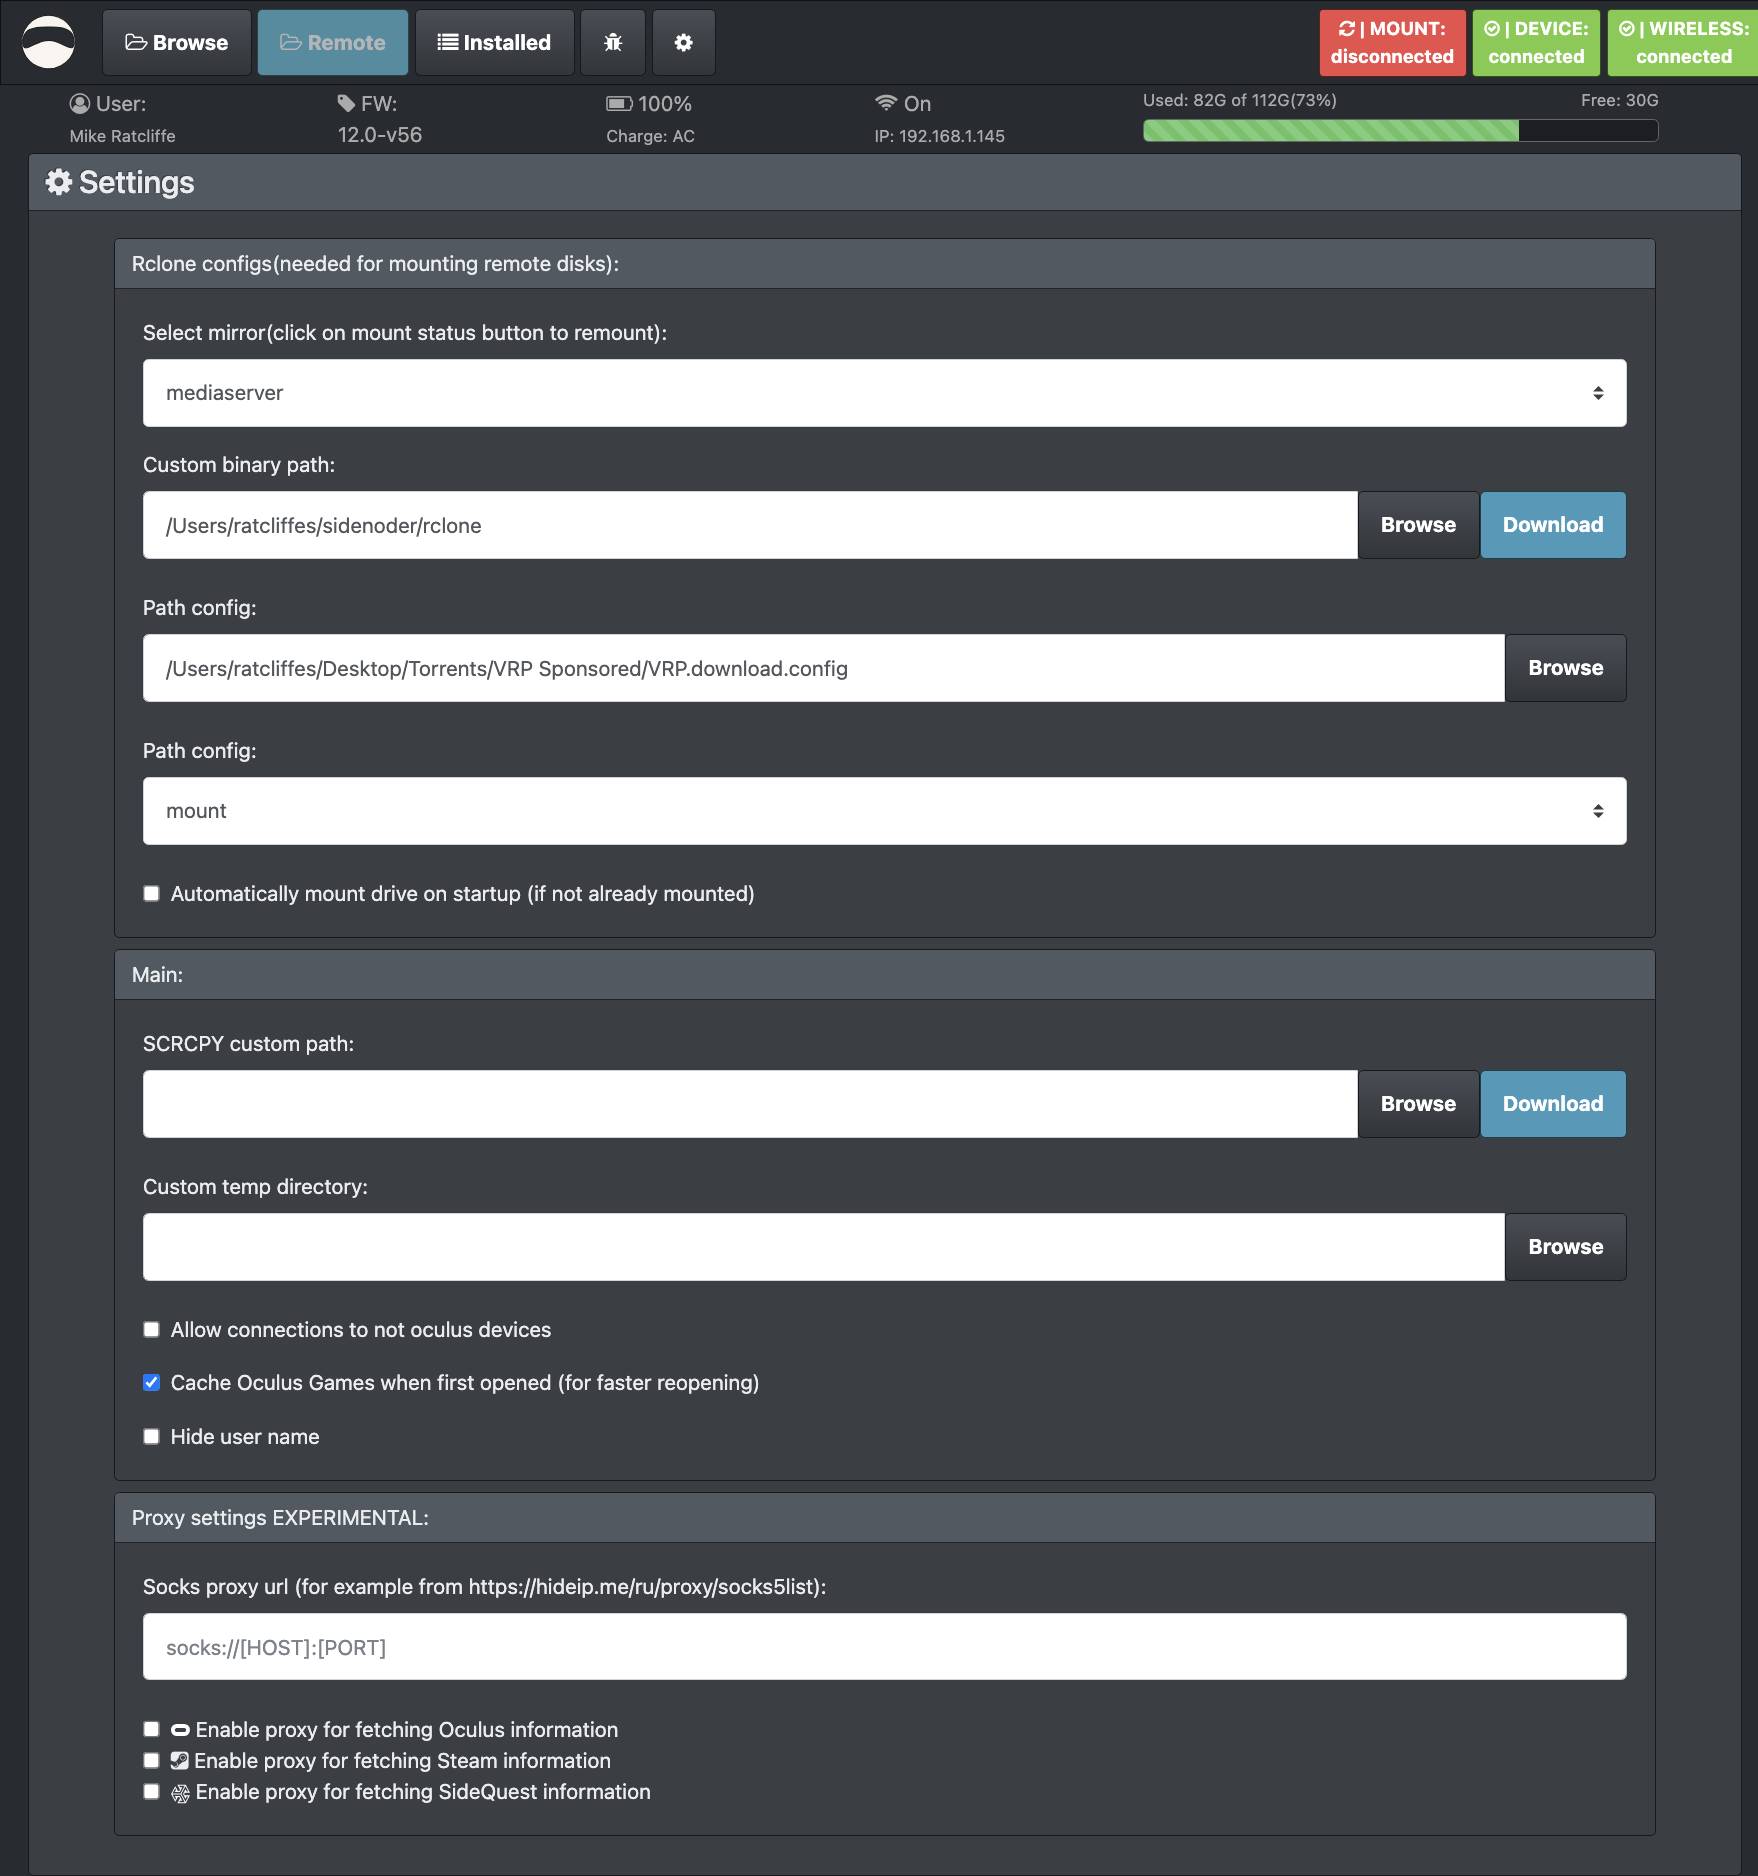 Browse
Remote
Installed
| MOUNT:
disconnected
| DEVICE:
connected
| WIRELESS:
connected
User:
Mike Ratcliffe
FW:
12.0-v56
100%
Charge: AC
On
IP: 192.168.1.145
Used: 82G of 112G(73%)
Free: 30G
Settings
Rclone configs(needed for mounting remote disks):
Select mirror(click on mount status button to remount):
mediaserver
Custom binary path:
/Users/ratcliffes/sidenoder/rclone
Browse
Download
Path config:
/Users/ratcliffes/Desktop/Torrents/VRP Sponsored/VRP.download.config
Browse
Path config:
mount
Automatically mount drive on startup (if not already mounted)
Main:
SCRCPY custom path:
Browse
Download
Custom temp directory:
Browse
Allow connections to not oculus devices
Cache Oculus Games when first opened (for faster reopening)
Hide user name
Proxy settings EXPERIMENTAL:
Socks proxy url (for example from https://hideip.me/ru/proxy/socks5list):
socks://[HOST]:[PORT]
Enable proxy for fetching Oculus information
Enable proxy for fetching Steam information
Enable proxy for fetching SideQuest information